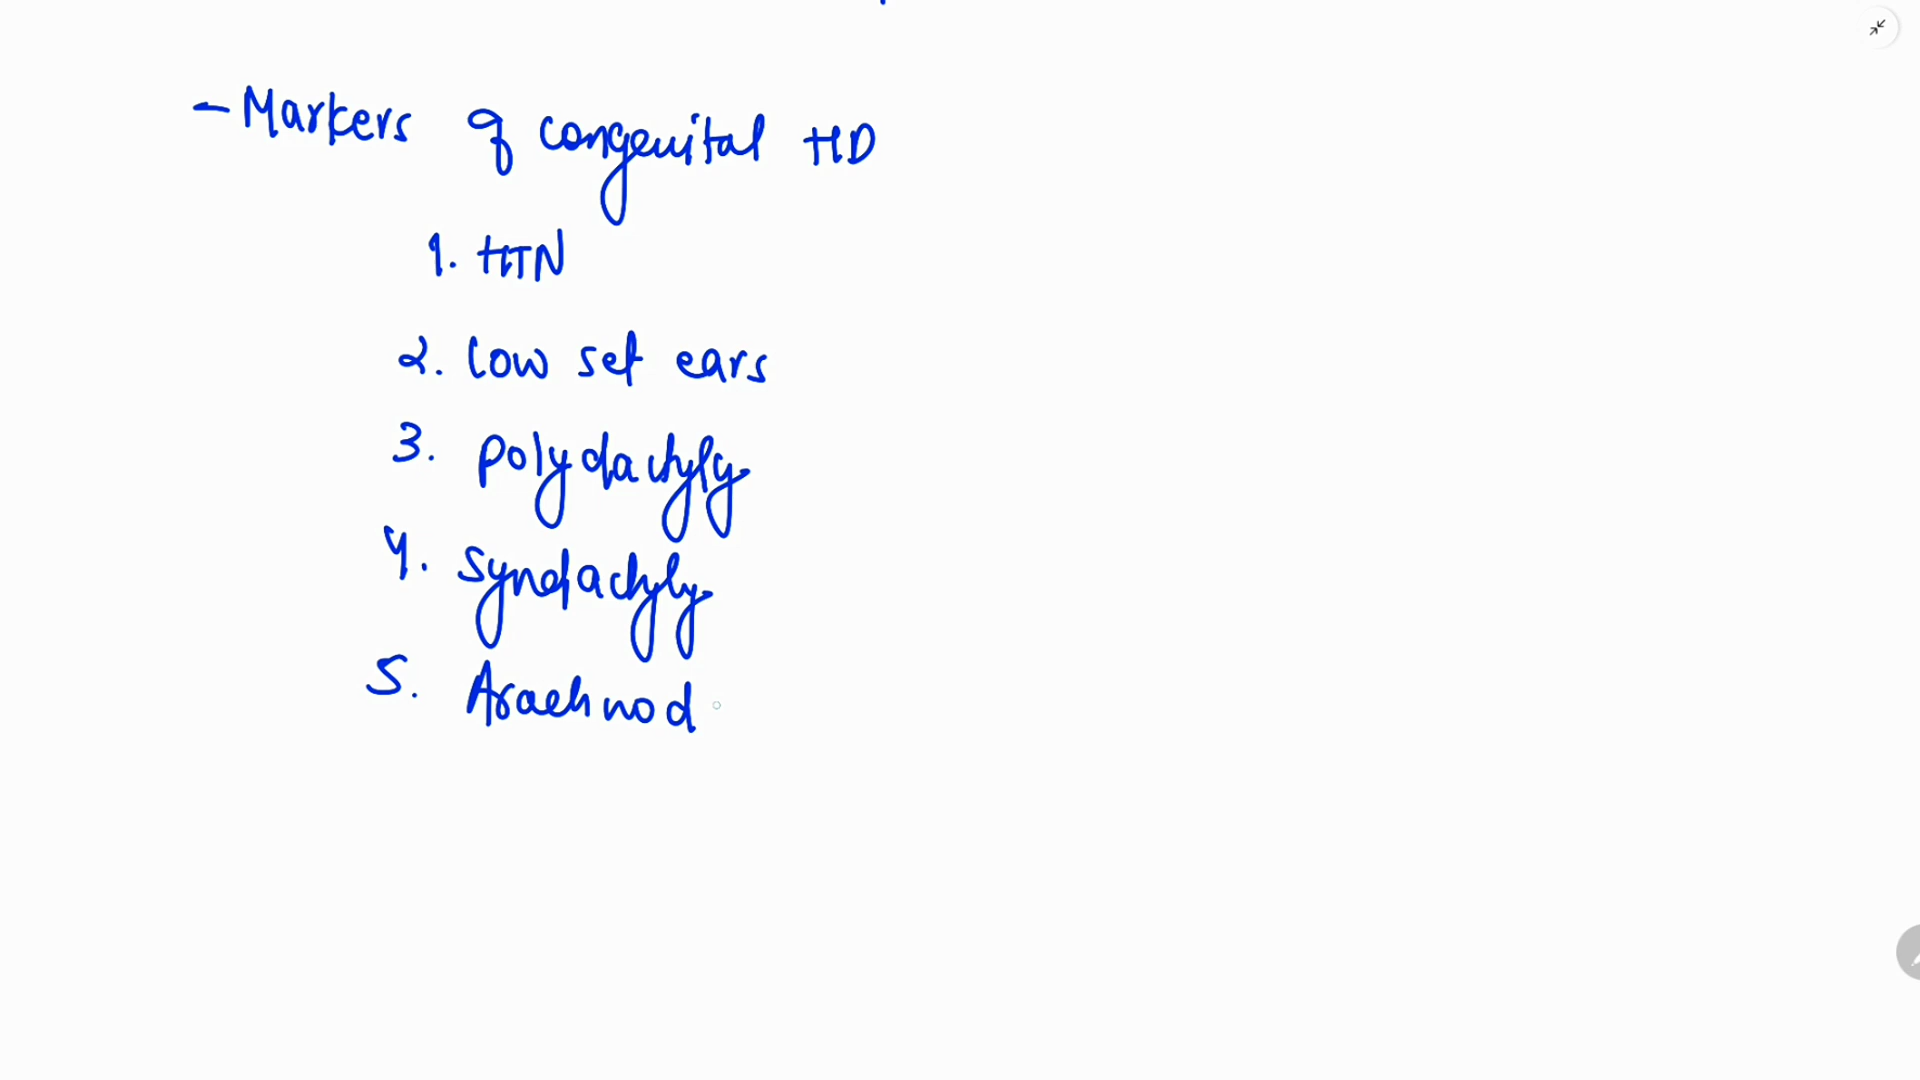 - Markers of congenital HD
1. HTN
2. low set ears
3. polydactyly
4. Syndactyly
5. Arachnod